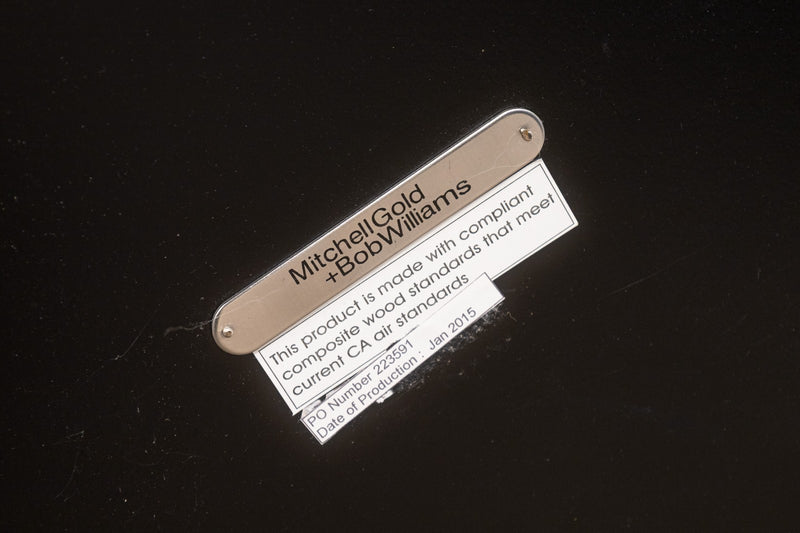 MitchellGold
+BobWilliams
This product is made with compliant
composite wood standards that meet
current CA air standards
PO Number 223591
Date of Production : Jan 2015